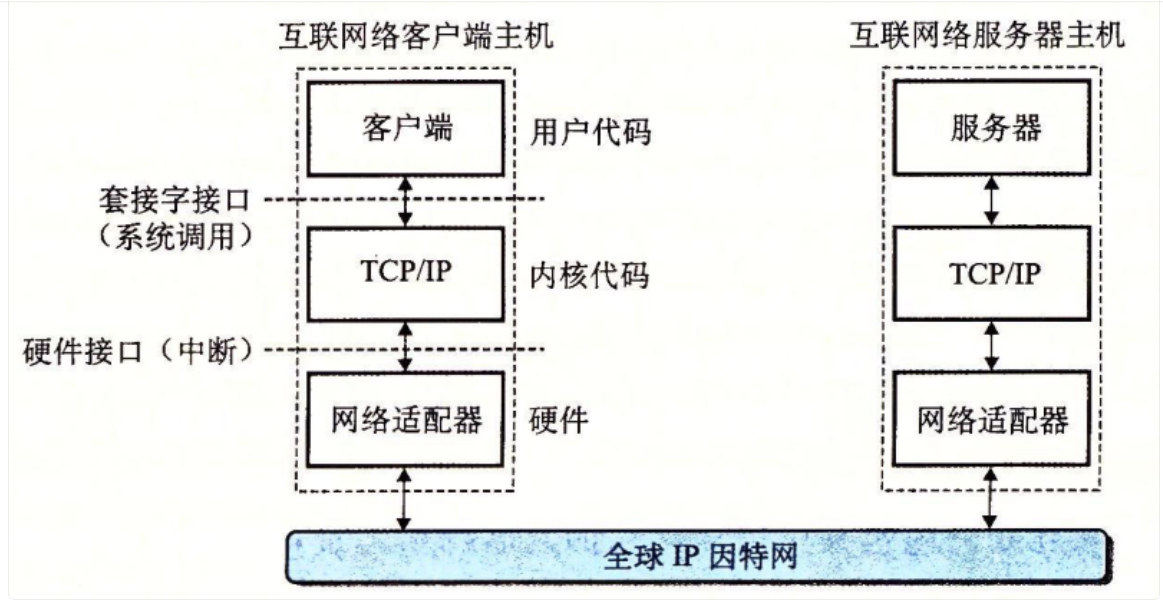 互联网络客户端主机
互联网络服务器主机
客户端
用户代码
服务器
套接字接口
（系统调用）
TCP/IP
内核代码
TCP/IP
硬件接口（中断）
网络适配器
硬件
网络适配器
全球 IP 因特网